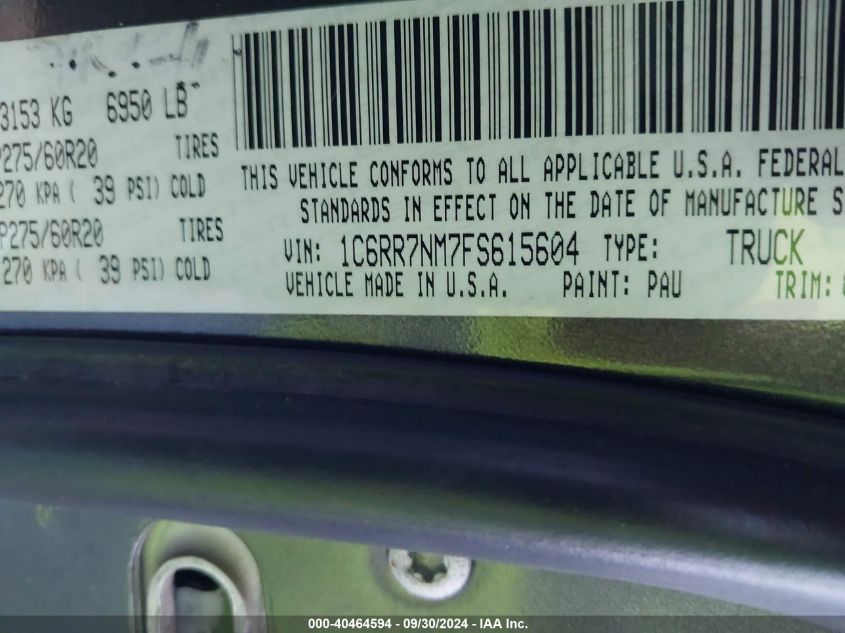 3153 KG 6950 LB
P275/60R20 TIRES
270 KPA ( 39 PSI) COLD
P275/60R20 TIRES
270 KPA ( 39 PSI) COLD
THIS VEHICLE CONFORMS TO ALL APPLICABLE U.S.A. FEDERAL
STANDARDS IN EFFECT ON THE DATE OF MANUFACTURE S
VIN: 1C6RR7NM7FS615604 TYPE: TRUCK
VEHICLE MADE IN U.S.A. PAINT: PAU TRIM:
000-40464594 - 09/30/2024 - IAA Inc.